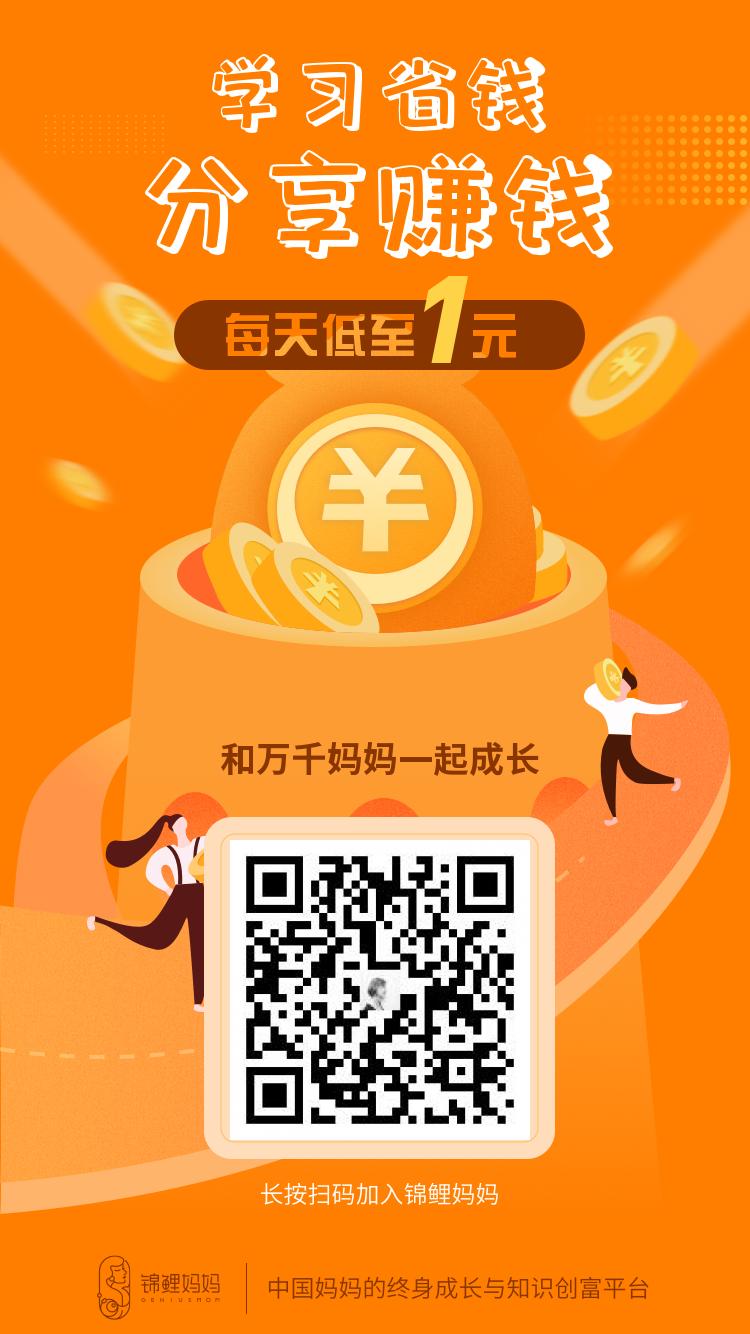 学习省钱
分享赚钱
每天低至1元
和万千妈妈一起成长
长按扫码加入锦鲤妈妈
锦鲤妈妈
GENIUSMOM
中国妈妈的终身成长与知识创富平台